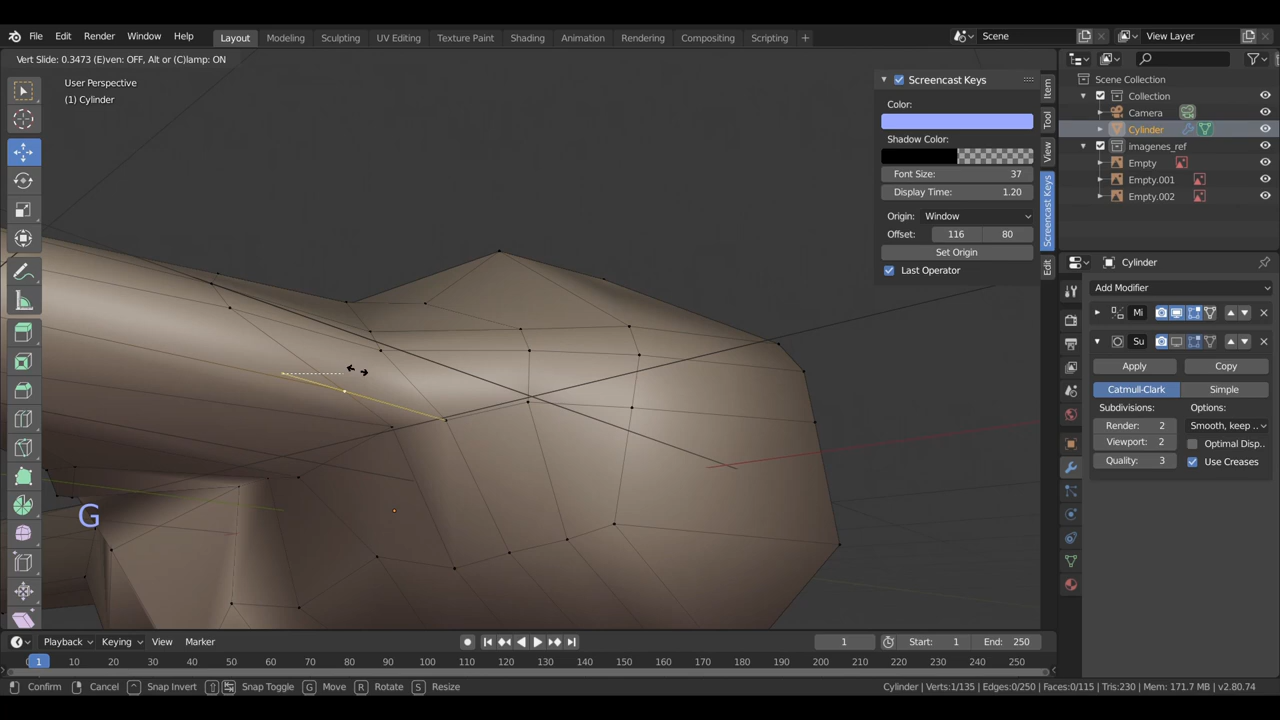 File Edit Render Window Help Layout Modeling Sculpting UV Editing Texture Paint Shading Animation Rendering Compositing Scripting + Scene View Layer
Vert Slide: 0.3473 (E)ven: OFF, Alt or (C)lamp: ON
User Perspective
(1) Cylinder
Screencast Keys
Color:
Shadow Color:
Font Size: 37
Display Time: 1.20
Origin: Window
Offset: 116 80
Set Origin
Last Operator
Item
Tool
View
Screencast Keys
Edit
Scene Collection
Collection
Camera
Cylinder
imagenes_ref
Empty
Empty.001
Empty.002
Cylinder
Add Modifier
Mi
Su
Apply Copy
Catmull-Clark Simple
Subdivisions: Options:
Render: 2 Smooth, keep ..
Viewport: 2 Optimal Disp..
Quality: 3 Use Creases
G
Playback Keying View Marker 1 Start: 1 End: 250
1 10 20 30 40 50 60 70 80 90 100 110 120 130 140 150 160 170 180 190 200 210 220 230 240 250
Confirm Cancel Snap Invert Snap Toggle G Move R Rotate S Resize Cylinder | Verts:1/135 | Edges:0/250 | Faces:0/115 | Tris:230 | Mem: 171.7 MB | v2.80.74